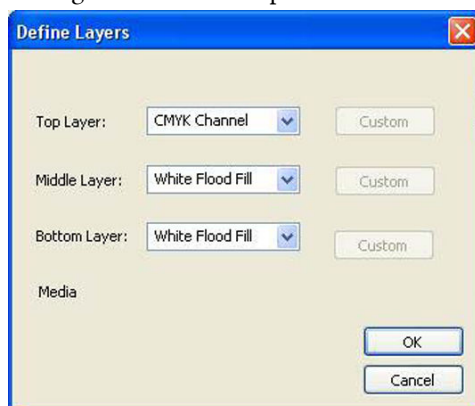 Define Layers
Top Layer: CMYK Channel Custom
Middle Layer: White Flood Fill Custom
Bottom Layer: White Flood Fill Custom
Media
OK
Cancel